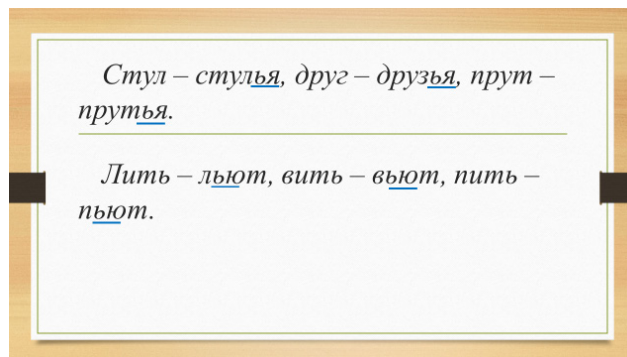 Стул – стулья, друг – друзья, прут –
прутья.
Лить – льют, вить – вьют, пить –
пьют.